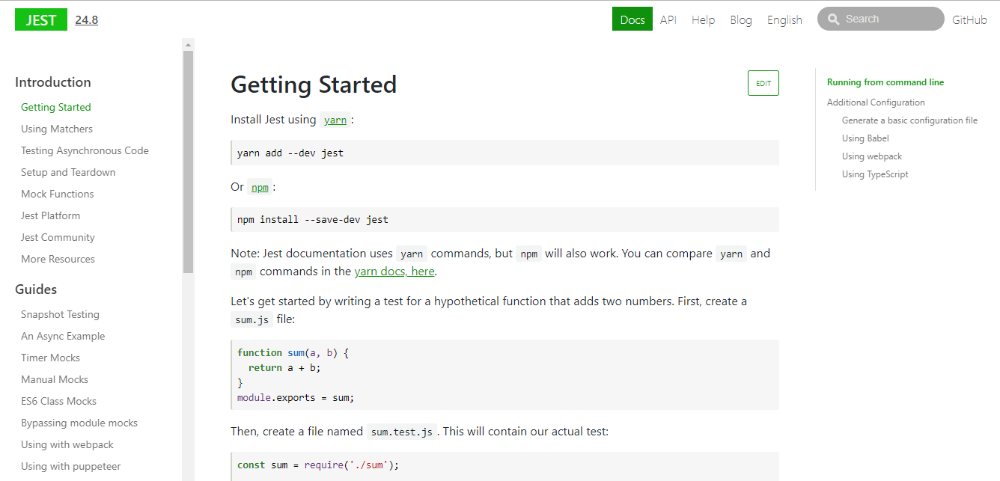 JEST 24.8
Docs API Help Blog English Search GitHub
Introduction
Getting Started
Using Matchers
Testing Asynchronous Code
Setup and Teardown
Mock Functions
Jest Platform
Jest Community
More Resources
Guides
Snapshot Testing
An Async Example
Timer Mocks
Manual Mocks
ES6 Class Mocks
Bypassing module mocks
Using with webpack
Using with puppeteer
Getting Started
EDIT
Install Jest using yarn :
yarn add --dev jest
Or npm :
npm install --save-dev jest
Note: Jest documentation uses yarn commands, but npm will also work. You can compare yarn and
npm commands in the yarn docs, here.
Let's get started by writing a test for a hypothetical function that adds two numbers. First, create a
sum.js file:
function sum(a, b) {
  return a + b;
}
module.exports = sum;
Then, create a file named sum.test.js . This will contain our actual test:
const sum = require('./sum');
Running from command line
Additional Configuration
Generate a basic configuration file
Using Babel
Using webpack
Using TypeScript